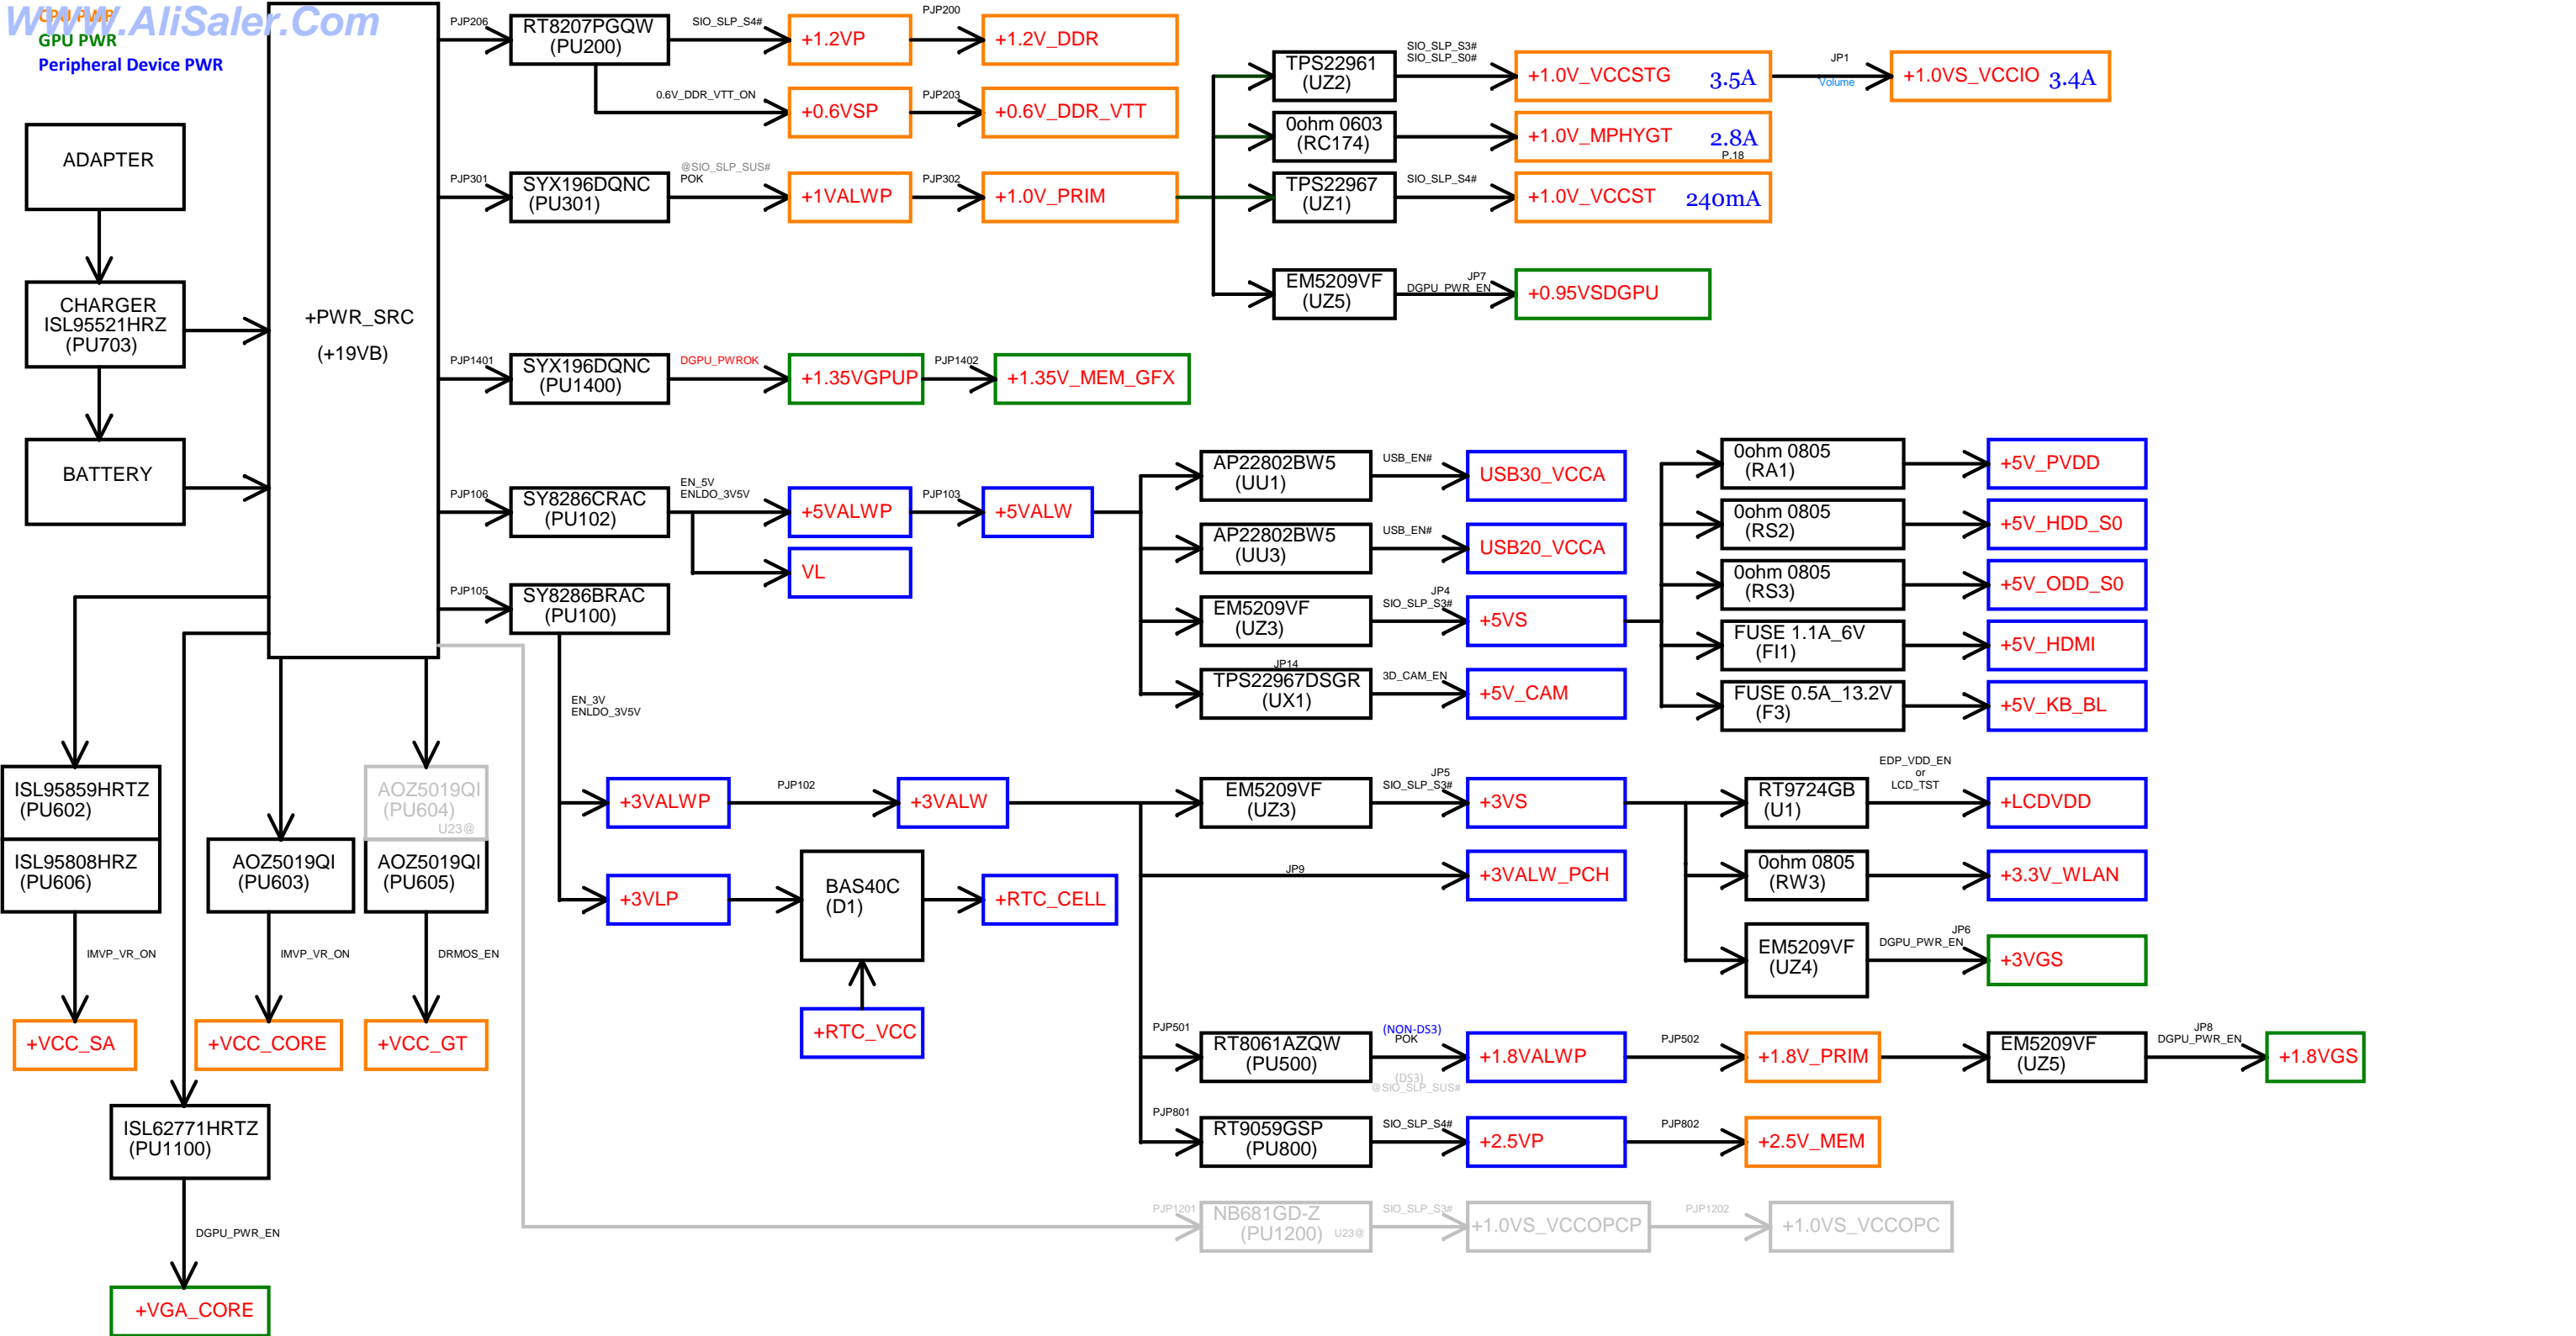 CPU PWR
WWW.AliSaler.Com
GPU PWR
Peripheral Device PWR
ADAPTER
CHARGER
ISL95521HRZ
(PU703)
BATTERY
+PWR_SRC
(+19VB)
PJP206
RT8207PGQW
(PU200)
SIO_SLP_S4#
+1.2VP
PJP200
+1.2V_DDR
0.6V_DDR_VTT_ON
+0.6VSP
PJP203
+0.6V_DDR_VTT
PJP301
SYX196DQNC
(PU301)
@SIO_SLP_SUS#
POK
+1VALWP
PJP302
+1.0V_PRIM
TPS22961
(UZ2)
SIO_SLP_S3#
SIO_SLP_S0#
+1.0V_VCCSTG 3.5A
JP1
Volume
+1.0VS_VCCIO 3.4A
0ohm 0603
(RC174)
+1.0V_MPHYGT 2.8A
P.18
TPS22967
(UZ1)
SIO_SLP_S4#
+1.0V_VCCST 240mA
EM5209VF
(UZ5)
JP7
DGPU_PWR_EN
+0.95VSDGPU
PJP1401
SYX196DQNC
(PU1400)
DGPU_PWROK
+1.35VGPUP
PJP1402
+1.35V_MEM_GFX
PJP106
SY8286CRAC
(PU102)
EN_5V
ENLDO_3V5V
+5VALWP
PJP103
+5VALW
VL
AP22802BW5
(UU1)
USB_EN#
USB30_VCCA
AP22802BW5
(UU3)
USB_EN#
USB20_VCCA
EM5209VF
(UZ3)
JP4
SIO_SLP_S3#
+5VS
JP14
TPS22967DSGR
(UX1)
3D_CAM_EN
+5V_CAM
0ohm 0805
(RA1)
+5V_PVDD
0ohm 0805
(RS2)
+5V_HDD_S0
0ohm 0805
(RS3)
+5V_ODD_S0
FUSE 1.1A_6V
(FI1)
+5V_HDMI
FUSE 0.5A_13.2V
(F3)
+5V_KB_BL
PJP105
SY8286BRAC
(PU100)
EN_3V
ENLDO_3V5V
+3VALWP
PJP102
+3VALW
+3VLP
BAS40C
(D1)
+RTC_CELL
+RTC_VCC
EM5209VF
(UZ3)
JP5
SIO_SLP_S3#
+3VS
JP9
+3VALW_PCH
RT9724GB
(U1)
EDP_VDD_EN
or
LCD_TST
+LCDVDD
0ohm 0805
(RW3)
+3.3V_WLAN
EM5209VF
(UZ4)
JP6
DGPU_PWR_EN
+3VGS
PJP501
RT8061AZQW
(PU500)
(NON-DS3)
POK
(DS3)
@SIO_SLP_SUS#
+1.8VALWP
PJP502
+1.8V_PRIM
EM5209VF
(UZ5)
JP8
DGPU_PWR_EN
+1.8VGS
PJP801
RT9059GSP
(PU800)
SIO_SLP_S4#
+2.5VP
PJP802
+2.5V_MEM
PJP1201
NB681GD-Z
(PU1200) U23@
SIO_SLP_S3#
+1.0VS_VCCOPCP
PJP1202
+1.0VS_VCCOPC
ISL95859HRTZ
(PU602)
ISL95808HRZ
(PU606)
IMVP_VR_ON
+VCC_SA
AOZ5019QI
(PU603)
IMVP_VR_ON
+VCC_CORE
AOZ5019QI
(PU604)
U23@
AOZ5019QI
(PU605)
DRMOS_EN
+VCC_GT
ISL62771HRTZ
(PU1100)
DGPU_PWR_EN
+VGA_CORE